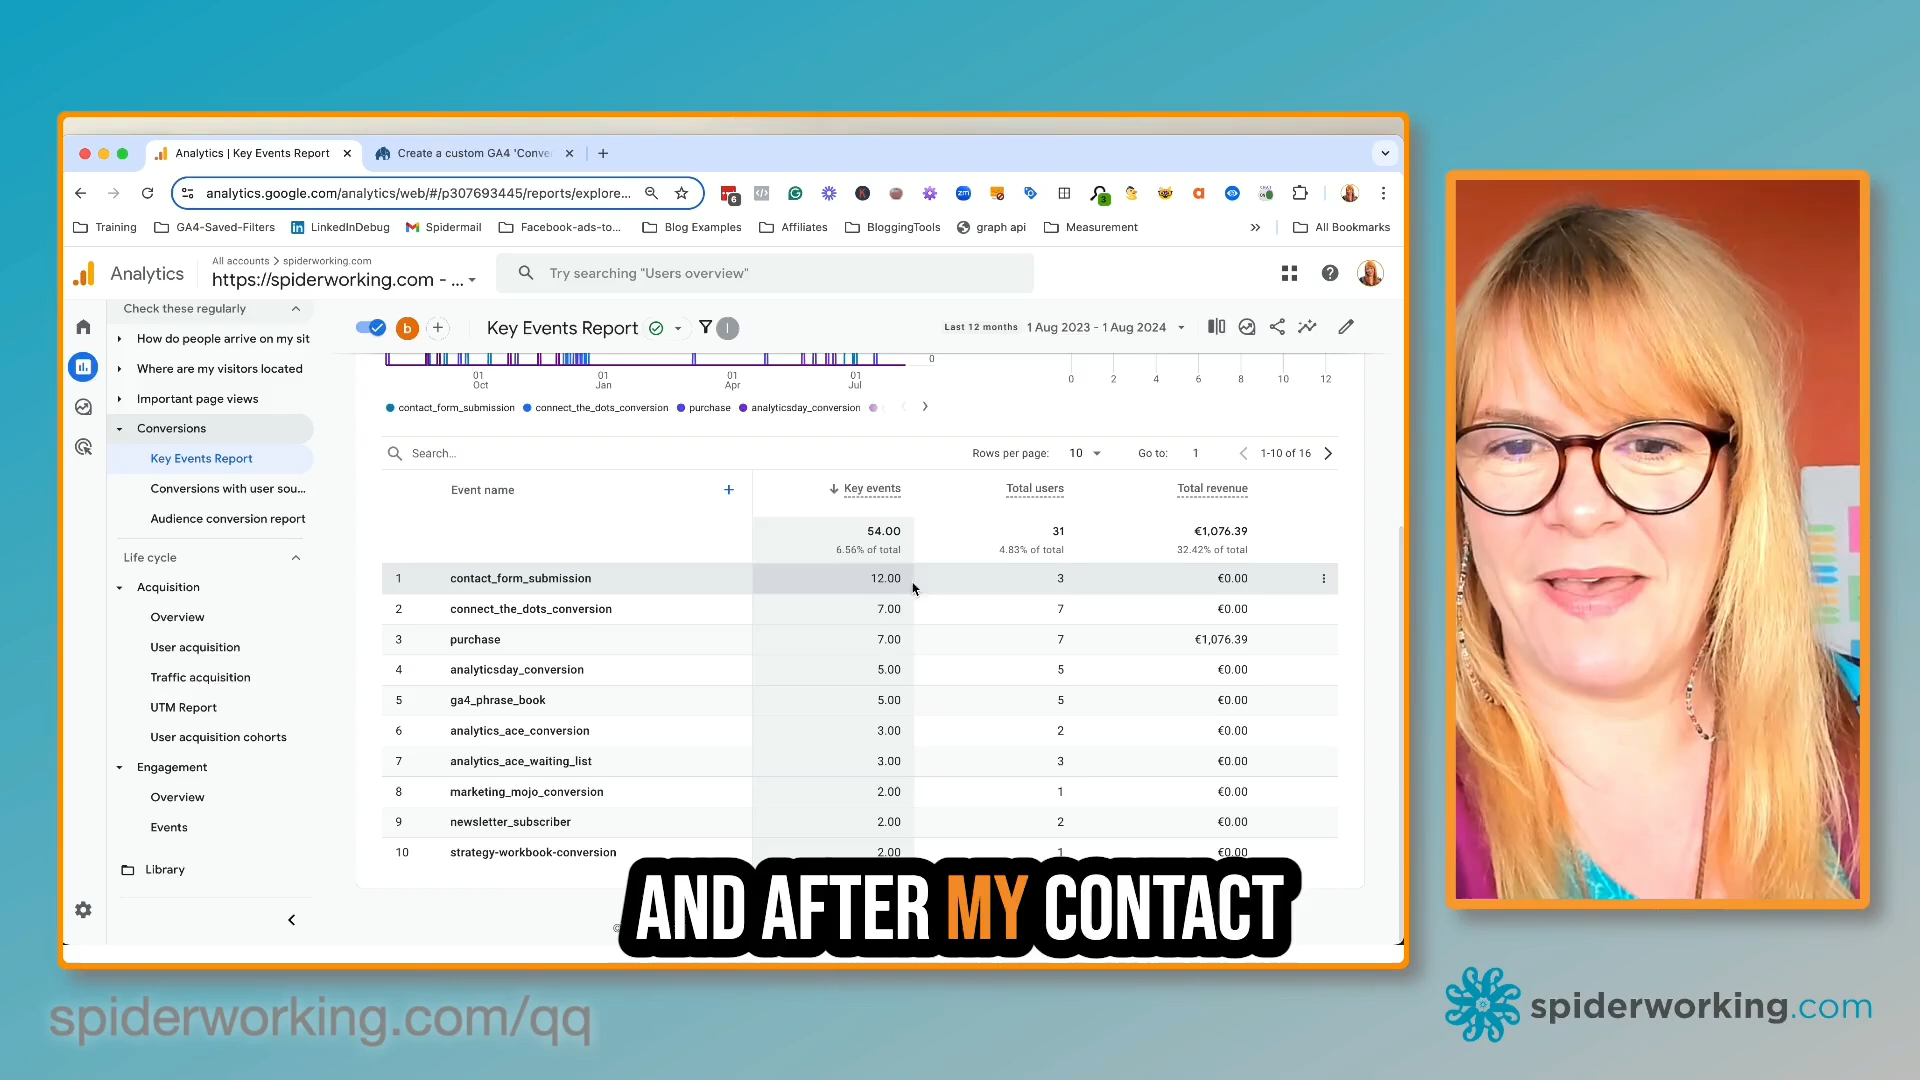 Analytics | Key Events Report
Create a custom GA4 'Conve
analytics.google.com/analytics/web/#/p307693445/reports/explore...
6
3
Training
GA4-Saved-Filters
LinkedInDebug
Spidermail
Facebook-ads-to...
Blog Examples
Affiliates
BloggingTools
graph api
Measurement
All Bookmarks
Analytics
All accounts > spiderworking.com
https://spiderworking.com - ...
Try searching "Users overview"
Check these regularly
How do people arrive on my sit
Where are my visitors located
Important page views
Conversions
Key Events Report
Conversions with user sou...
Audience conversion report
Life cycle
Acquisition
Overview
User acquisition
Traffic acquisition
UTM Report
User acquisition cohorts
Engagement
Overview
Events
Library
b
Key Events Report
I
Last 12 months 1 Aug 2023 - 1 Aug 2024
0
01 Oct
01 Jan
01 Apr
01 Jul
0 2 4 6 8 10 12
contact_form_submission connect_the_dots_conversion purchase analyticsday_conversion
Search...
Rows per page: 10 Go to: 1 1-10 of 16
Event name + Key events Total users Total revenue
54.00 31 €1,076.39
6.56% of total 4.83% of total 32.42% of total
1 contact_form_submission 12.00 3 €0.00
2 connect_the_dots_conversion 7.00 7 €0.00
3 purchase 7.00 7 €1,076.39
4 analyticsday_conversion 5.00 5 €0.00
5 ga4_phrase_book 5.00 5 €0.00
6 analytics_ace_conversion 3.00 2 €0.00
7 analytics_ace_waiting_list 3.00 3 €0.00
8 marketing_mojo_conversion 2.00 1 €0.00
9 newsletter_subscriber 2.00 2 €0.00
10 strategy-workbook-conversion 2.00 1 €0.00
AND AFTER MY CONTACT
spiderworking.com/qq
spiderworking.com